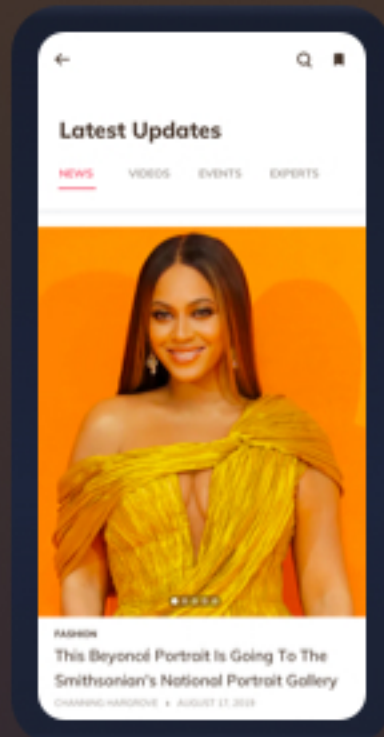 Latest Updates
NEWS VIDEOS EVENTS EXPERTS
FASHION
This Beyoncé Portrait Is Going To The
Smithsonian's National Portrait Gallery
CHANNING HARGROVE • AUGUST 17, 2019